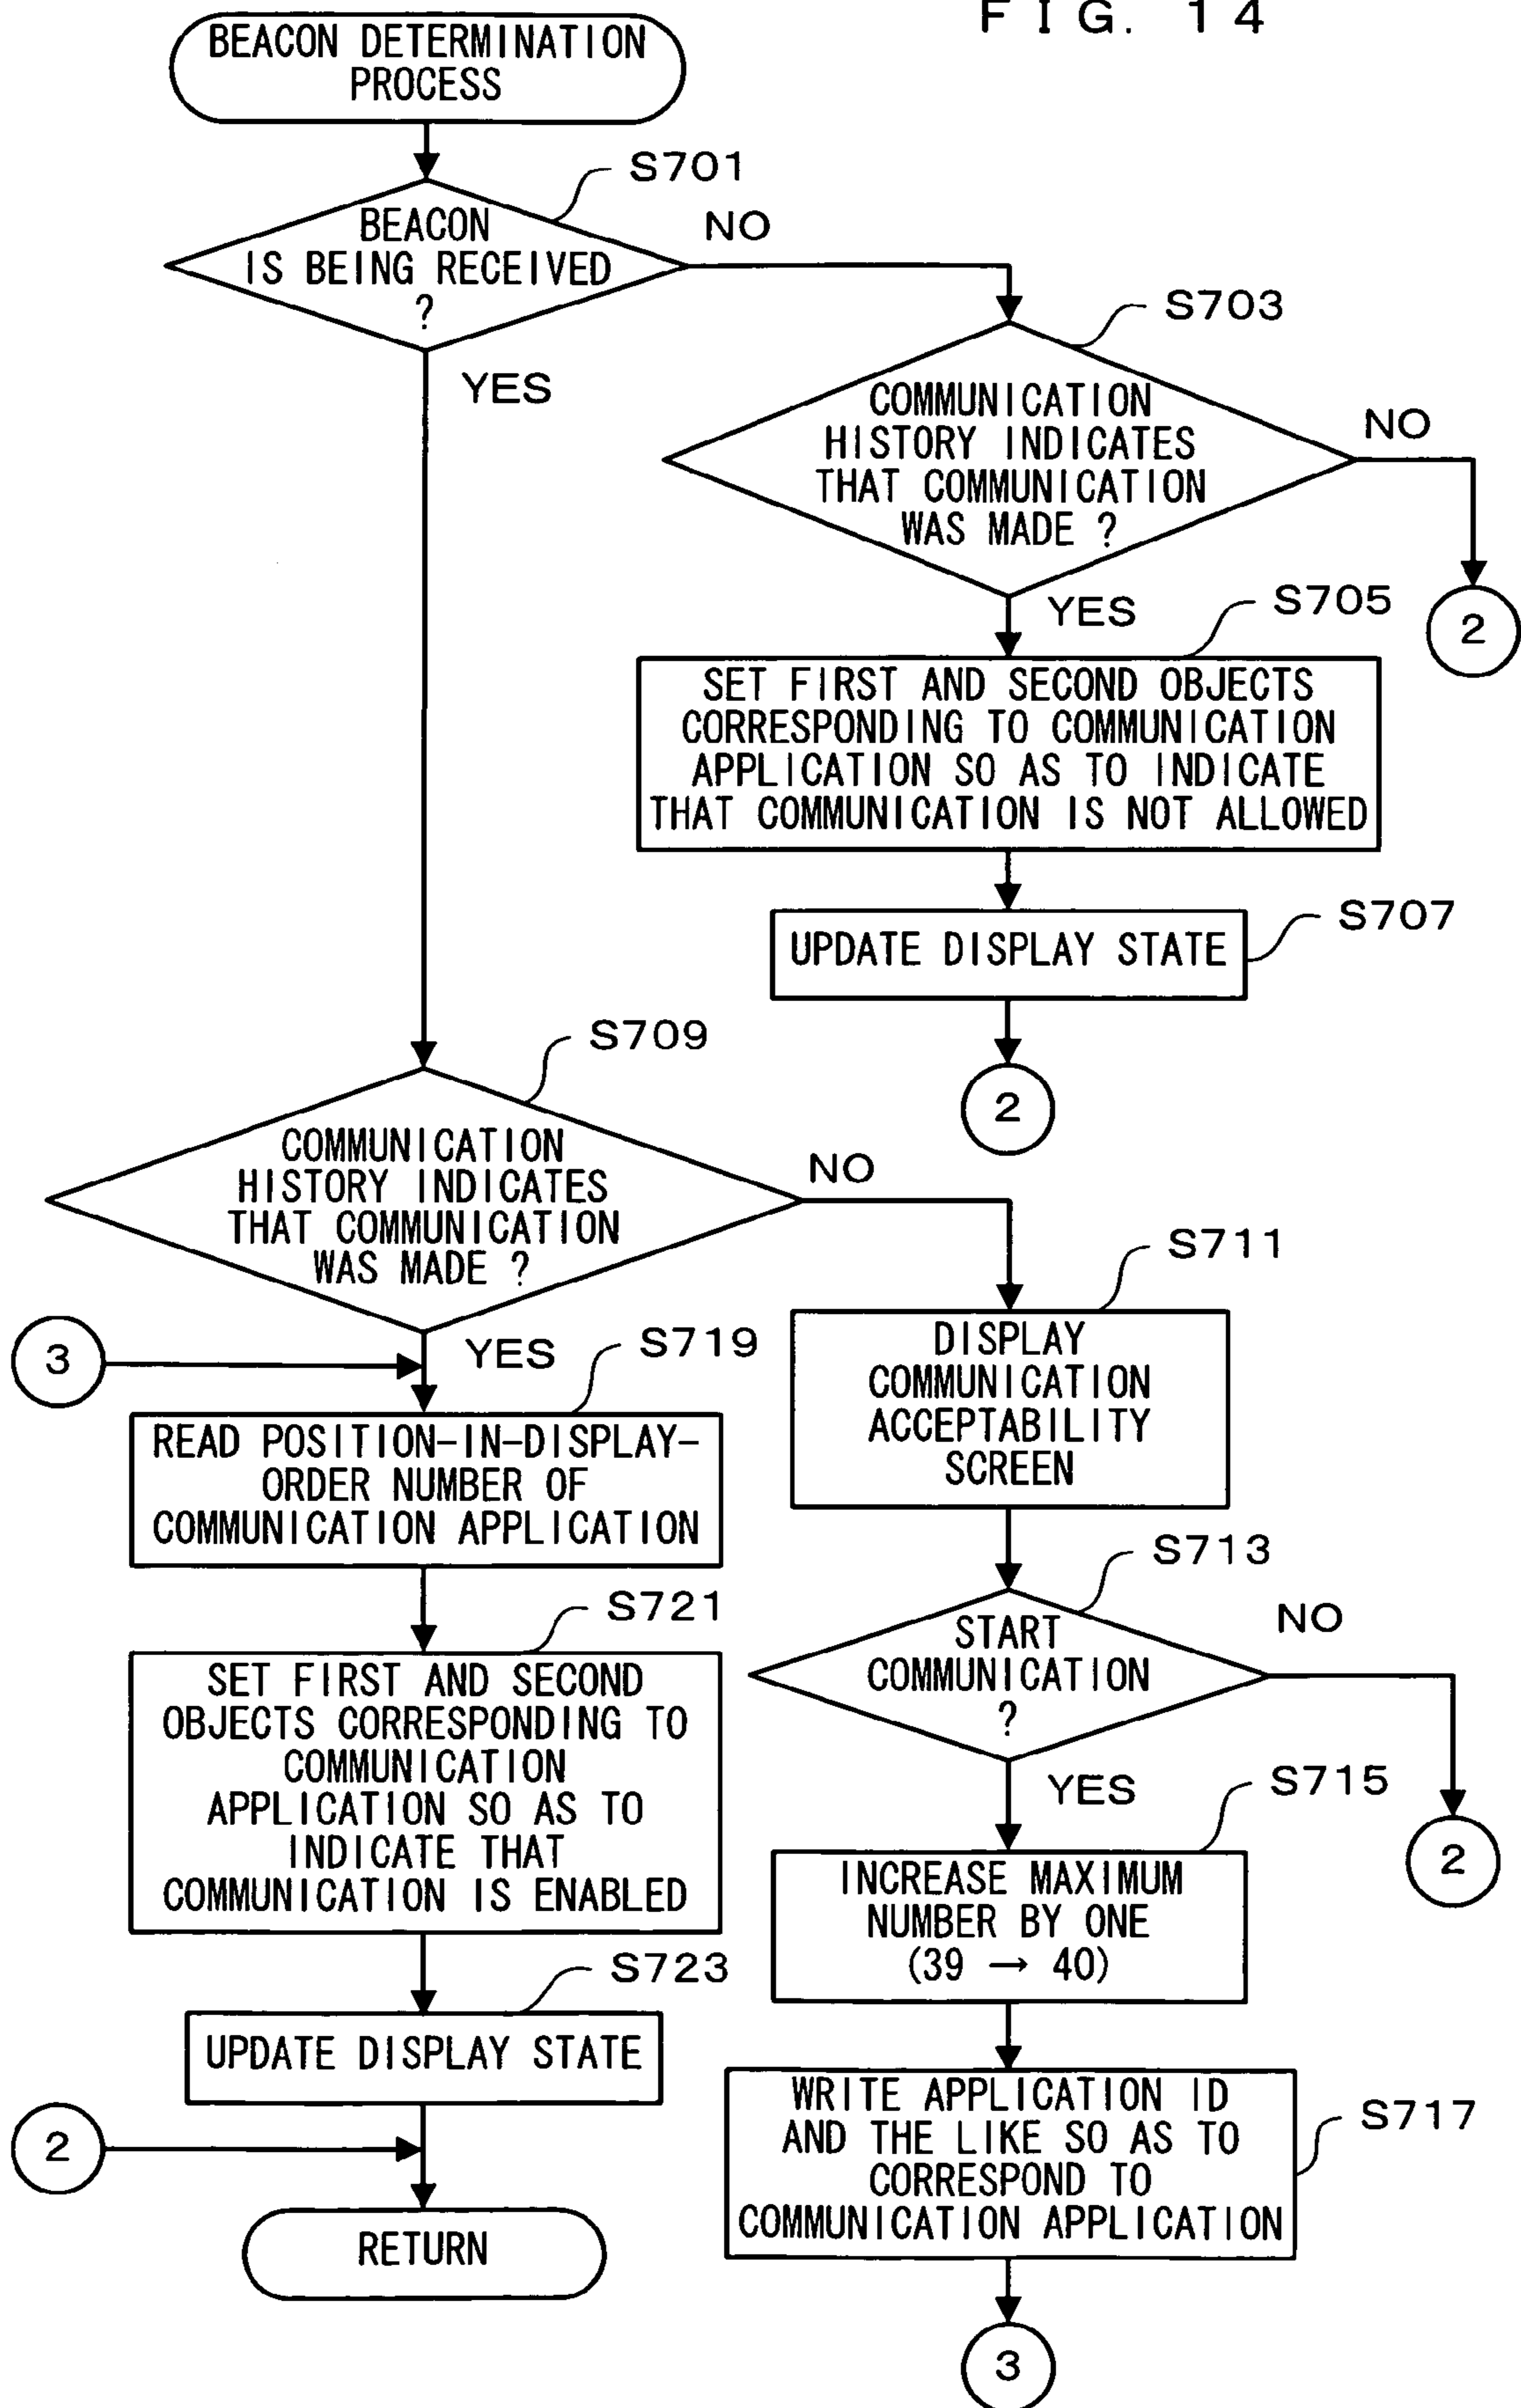 FIG. 14
BEACON DETERMINATION
PROCESS
S701
BEACON
IS BEING RECEIVED
?
NO
YES
S703
COMMUNICATION
HISTORY INDICATES
THAT COMMUNICATION
WAS MADE ?
NO
2
YES
S705
SET FIRST AND SECOND OBJECTS
CORRESPONDING TO COMMUNICATION
APPLICATION SO AS TO INDICATE
THAT COMMUNICATION IS NOT ALLOWED
S707
UPDATE DISPLAY STATE
2
S709
COMMUNICATION
HISTORY INDICATES
THAT COMMUNICATION
WAS MADE ?
NO
S711
DISPLAY
COMMUNICATION
ACCEPTABILITY
SCREEN
S713
START
COMMUNICATION
?
NO
2
YES
S715
INCREASE MAXIMUM
NUMBER BY ONE
(39 → 40)
S717
WRITE APPLICATION ID
AND THE LIKE SO AS TO
CORRESPOND TO
COMMUNICATION APPLICATION
3
3
YES
S719
READ POSITION-IN-DISPLAY-
ORDER NUMBER OF
COMMUNICATION APPLICATION
S721
SET FIRST AND SECOND
OBJECTS CORRESPONDING TO
COMMUNICATION
APPLICATION SO AS TO
INDICATE THAT
COMMUNICATION IS ENABLED
S723
UPDATE DISPLAY STATE
2
RETURN